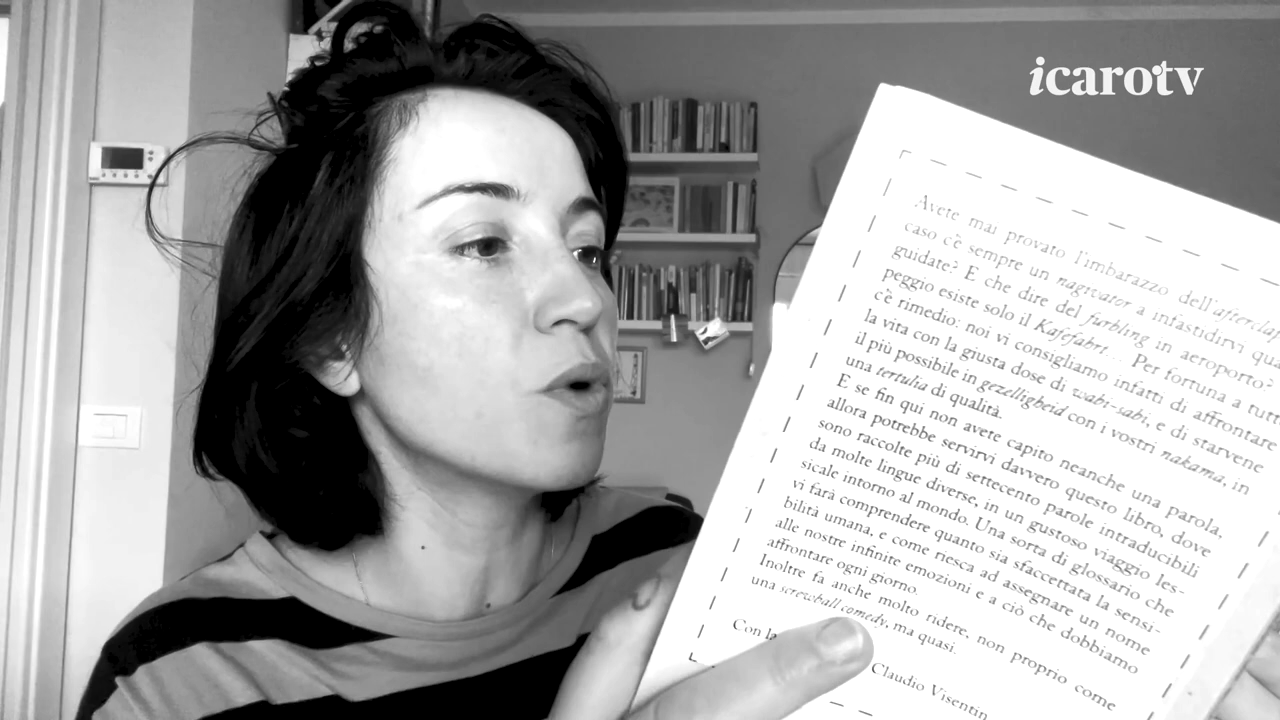 icarotv
Avete mai provato l'imbarazzo dell'afterclap
caso c'è sempre un nagivator a infastidirvi qu
guidate? E che dire del furbling in aeroporto?
peggio esiste solo il Kafefahrt... Per fortuna a tutt
c'è rimedio: noi vi consigliamo infatti di affrontare
la vita con la giusta dose di wabi-sabi, e di starvene
il più possibile in gezelligheid con i vostri nakama, in
una tertulia di qualità.
E se fin qui non avete capito neanche una parola,
allora potrebbe servirvi davvero questo libro, dove
sono raccolte più di settecento parole intraducibili
da molte lingue diverse, in un gustoso viaggio les-
sicale intorno al mondo. Una sorta di glossario che
vi farà comprendere quanto sia sfaccettata la sensi-
bilità umana, e come riesca ad assegnare un nome
alle nostre infinite emozioni e a ciò che dobbiamo
affrontare ogni giorno.
Inoltre fa anche molto ridere, non proprio come
una screwball comedy, ma quasi.
Con la
Claudio Visentin